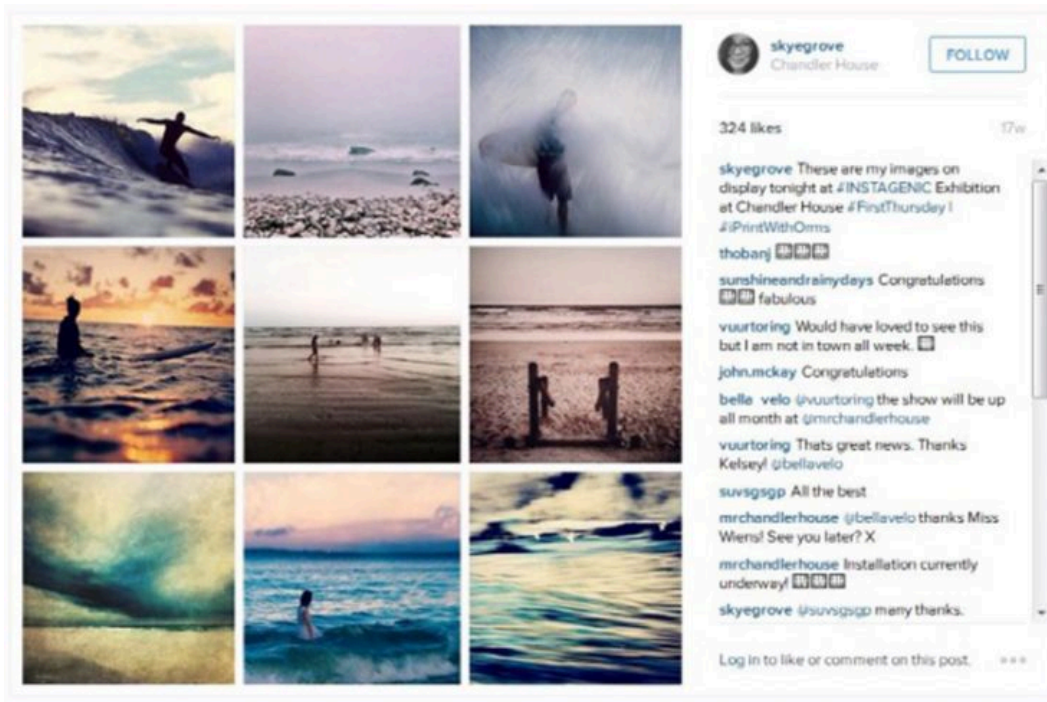 skyegrove
Chandler House
FOLLOW
324 likes
17w
skyegrove These are my images on
display tonight at #INSTAGENIC Exhibition
at Chandler House #FirstThursday |
#iPrintWithOrms
thobanj
sunshineandrainydays Congratulations
fabulous
vuurtoring Would have loved to see this
but I am not in town all week.
john.mckay Congratulations
bella_velo @vuurtoring the show will be up
all month at @mrchandlerhouse
vuurtoring Thats great news. Thanks
Kelsey! @bellavelo
suvsgsgp All the best
mrchandlerhouse @bellavelo thanks Miss
Wiens! See you later? X
mrchandlerhouse Installation currently
underway!
skyegrove @suvsgsgp many thanks.
Log in to like or comment on this post.